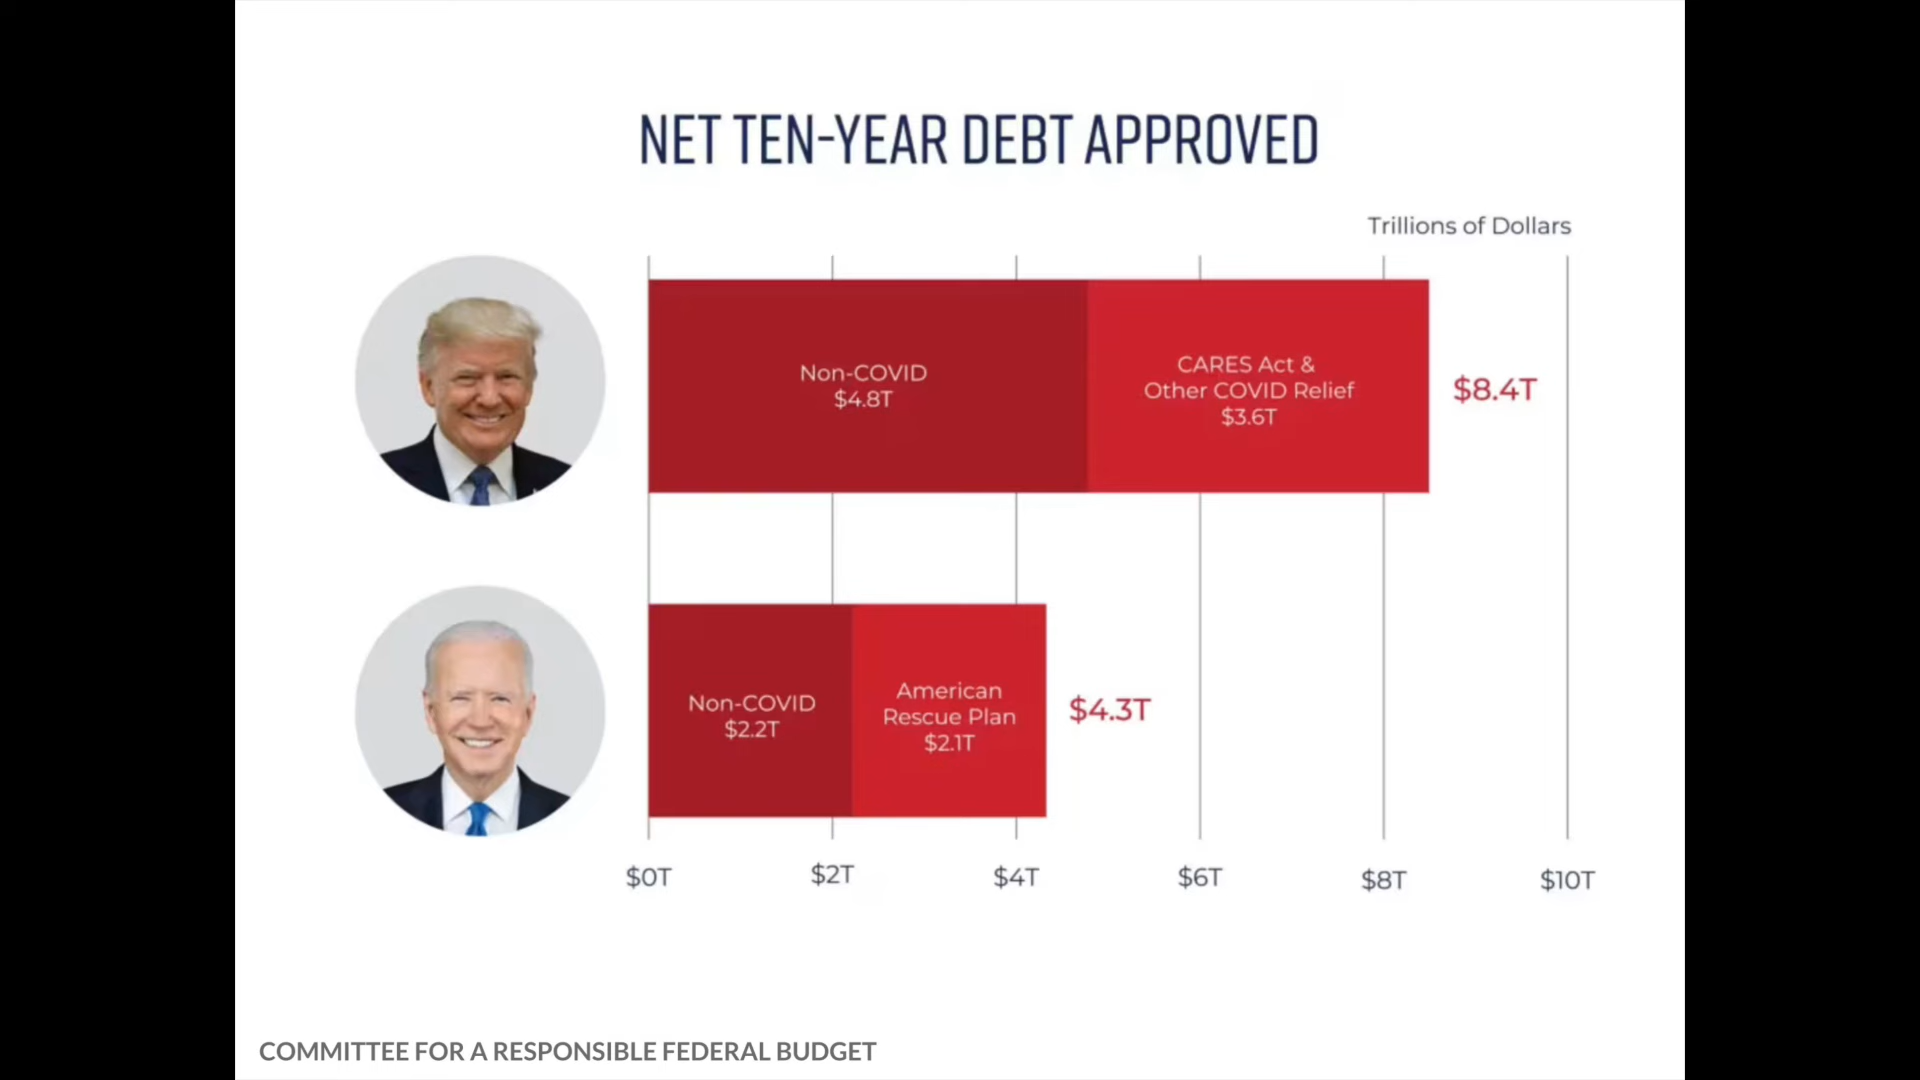 NET TEN-YEAR DEBT APPROVED
Trillions of Dollars
Non-COVID
$4.8T
CARES Act &
Other COVID Relief
$3.6T
$8.4T
Non-COVID
$2.2T
American
Rescue Plan
$2.1T
$4.3T
$0T
$2T
$4T
$6T
$8T
$10T
COMMITTEE FOR A RESPONSIBLE FEDERAL BUDGET